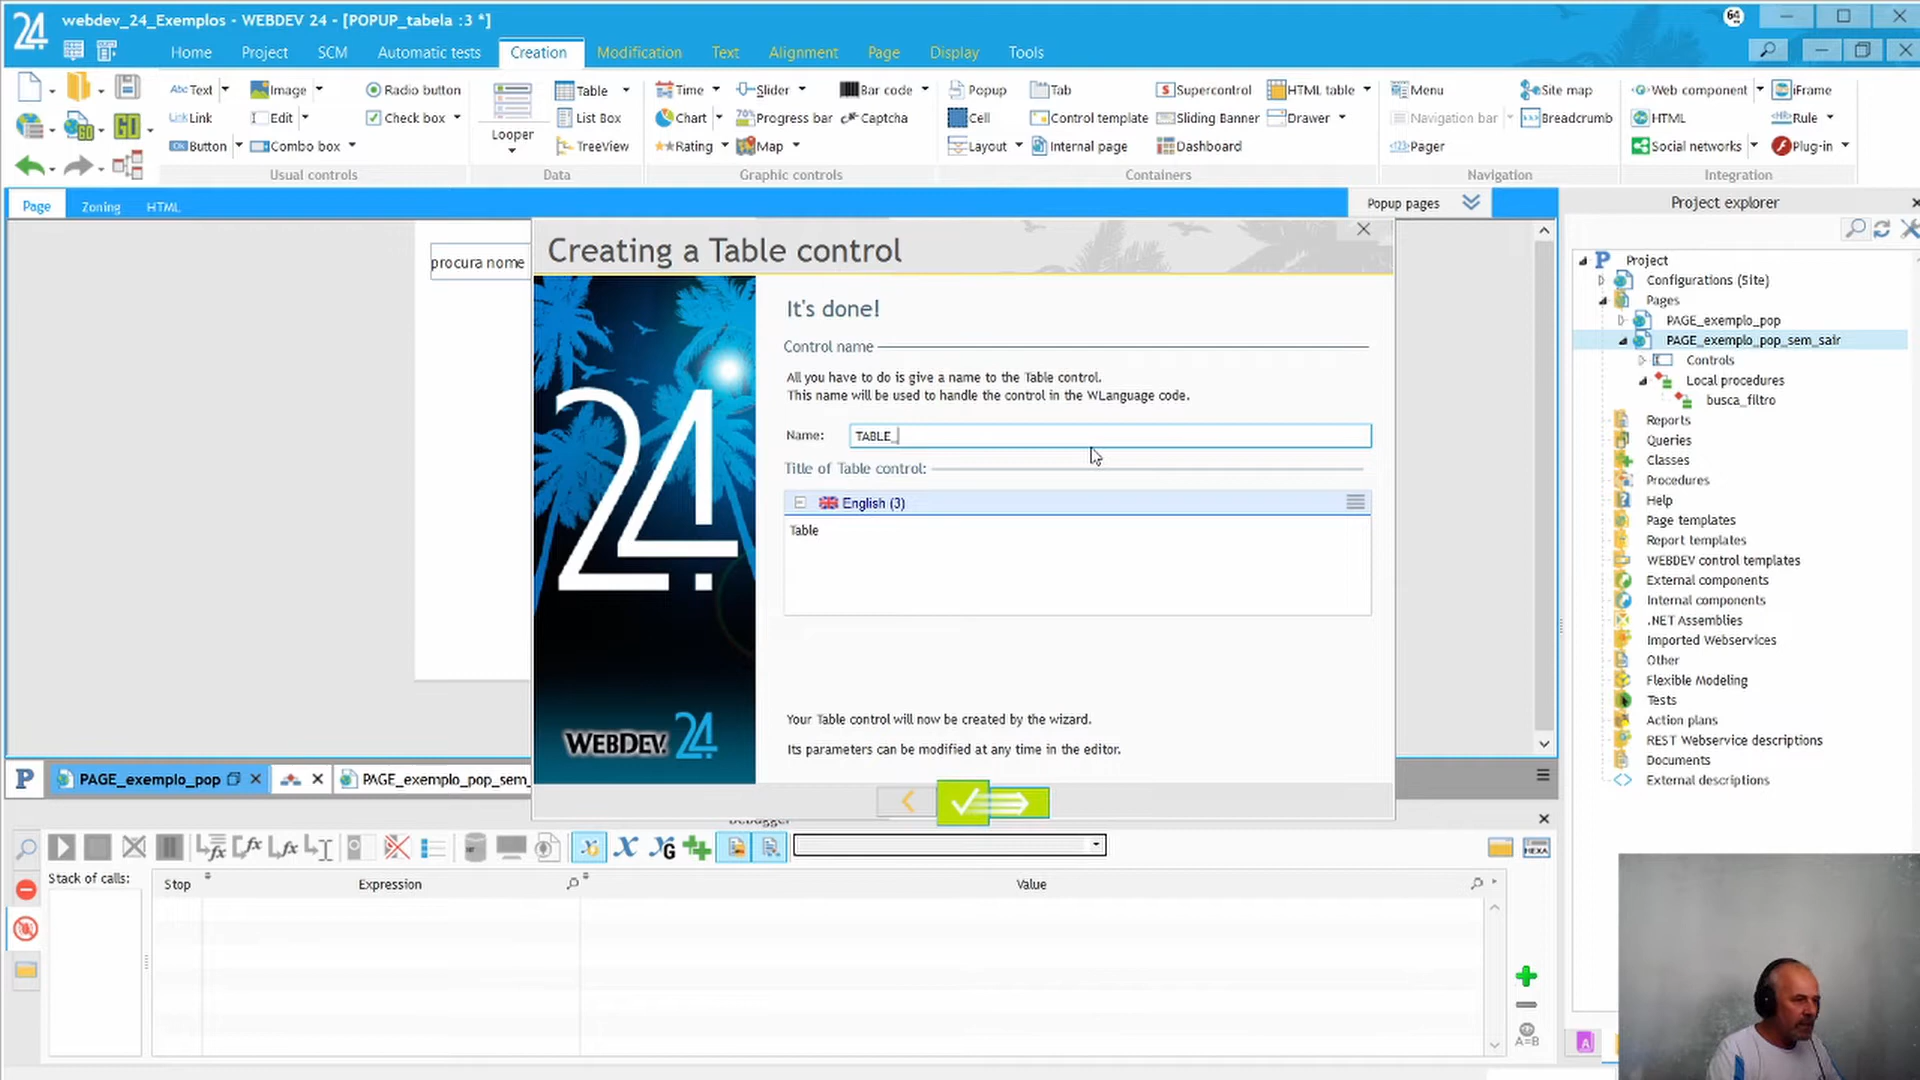 webdev_24_Exemplos - WEBDEV 24 - [POPUP_tabela :3 *]
64
Home Project SCM Automatic tests Creation Modification Text Alignment Page Display Tools
Abc Text Image Radio button Table Time Slider Bar code Popup Tab Supercontrol HTML table Menu Site map Web component iFrame
Link Edit Check box Looper List Box Chart 70% Progress bar Captcha Cell Control template Sliding Banner Drawer Navigation bar Breadcrumb HTML Rule
Button Combo box TreeView Rating Map Layout Internal page Dashboard Pager Social networks Plug-in
Usual controls Data Graphic controls Containers Navigation Integration
Page Zoning HTML Popup pages Project explorer
procura nome
Creating a Table control
It's done!
Control name
All you have to do is give a name to the Table control.
This name will be used to handle the control in the WLanguage code.
Name: TABLE_
Title of Table control:
English (3)
Table
Your Table control will now be created by the wizard.
Its parameters can be modified at any time in the editor.
24
WEBDEV 24
Project
Configurations (Site)
Pages
PAGE_exemplo_pop
PAGE_exemplo_pop_sem_sair
Controls
Local procedures
busca_filtro
Reports
Queries
Classes
Procedures
Help
Page templates
Report templates
WEBDEV control templates
External components
Internal components
.NET Assemblies
Imported Webservices
Other
Flexible Modeling
Tests
Action plans
REST Webservice descriptions
Documents
External descriptions
PAGE_exemplo_pop PAGE_exemplo_pop_sem_
Debugger
HEXA
Stack of calls: Stop Expression Value
A=B